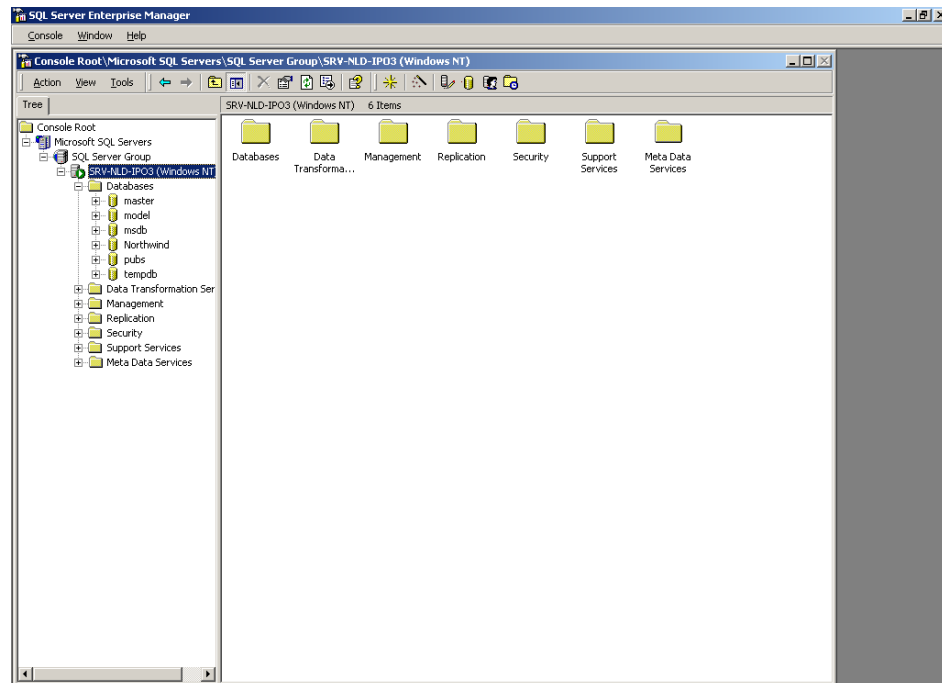 SQL Server Enterprise Manager
Console Window Help
Console Root\Microsoft SQL Servers\SQL Server Group\SRV-NLD-IPO3 (Windows NT)
Action View Tools
Tree
SRV-NLD-IPO3 (Windows NT) 6 Items
Console Root
Microsoft SQL Servers
SQL Server Group
SRV-NLD-IPO3 (Windows NT
Databases
master
model
msdb
Northwind
pubs
tempdb
Data Transformation Ser
Management
Replication
Security
Support Services
Meta Data Services
Databases
Data
Transforma...
Management
Replication
Security
Support
Services
Meta Data
Services